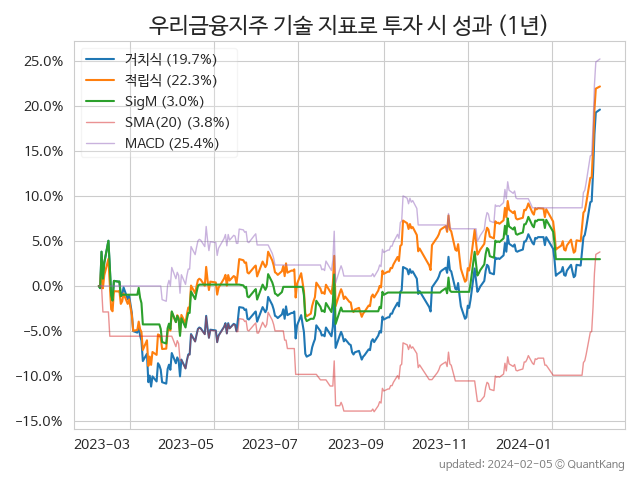 우리금융지주 기술 지표로 투자 시 성과 (1년)
거치식 (19.7%)
적립식 (22.3%)
SigM (3.0%)
SMA(20) (3.8%)
MACD (25.4%)
25.0%
20.0%
15.0%
10.0%
5.0%
0.0%
−5.0%
−10.0%
−15.0%
2023-03 2023-05 2023-07 2023-09 2023-11 2024-01
updated: 2024-02-05 © QuantKang